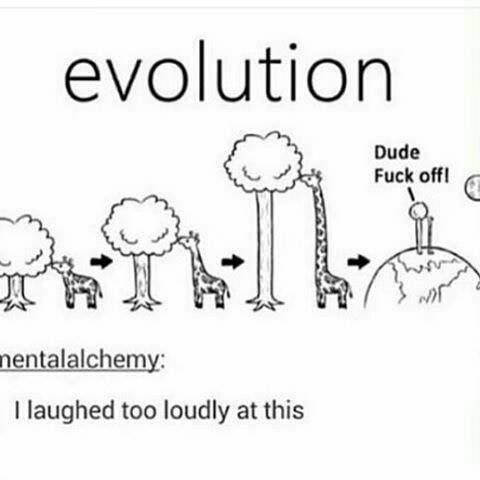 evolution
Dude
Fuck off!
mentalalchemy:
I laughed too loudly at this